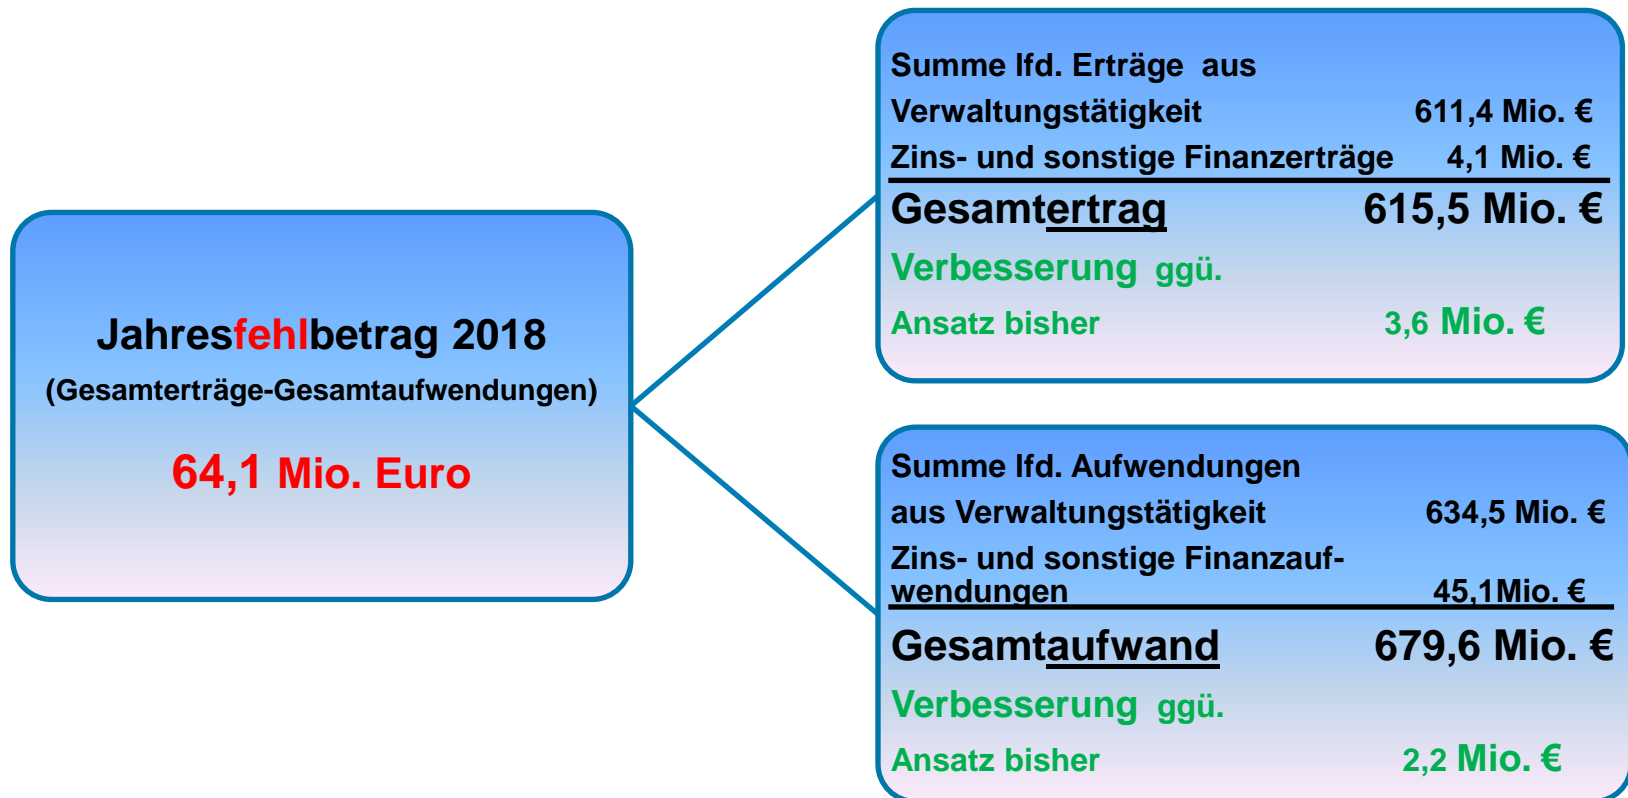 Jahresfehlbetrag 2018
(Gesamterträge-Gesamtaufwendungen)
64,1 Mio. Euro
Summe lfd. Erträge aus
Verwaltungstätigkeit 611,4 Mio. €
Zins- und sonstige Finanzerträge 4,1 Mio. €
Gesamtertrag 615,5 Mio. €
Verbesserung ggü.
Ansatz bisher 3,6 Mio. €
Summe lfd. Aufwendungen
aus Verwaltungstätigkeit 634,5 Mio. €
Zins- und sonstige Finanzauf-
wendungen 45,1Mio. €
Gesamtaufwand 679,6 Mio. €
Verbesserung ggü.
Ansatz bisher 2,2 Mio. €